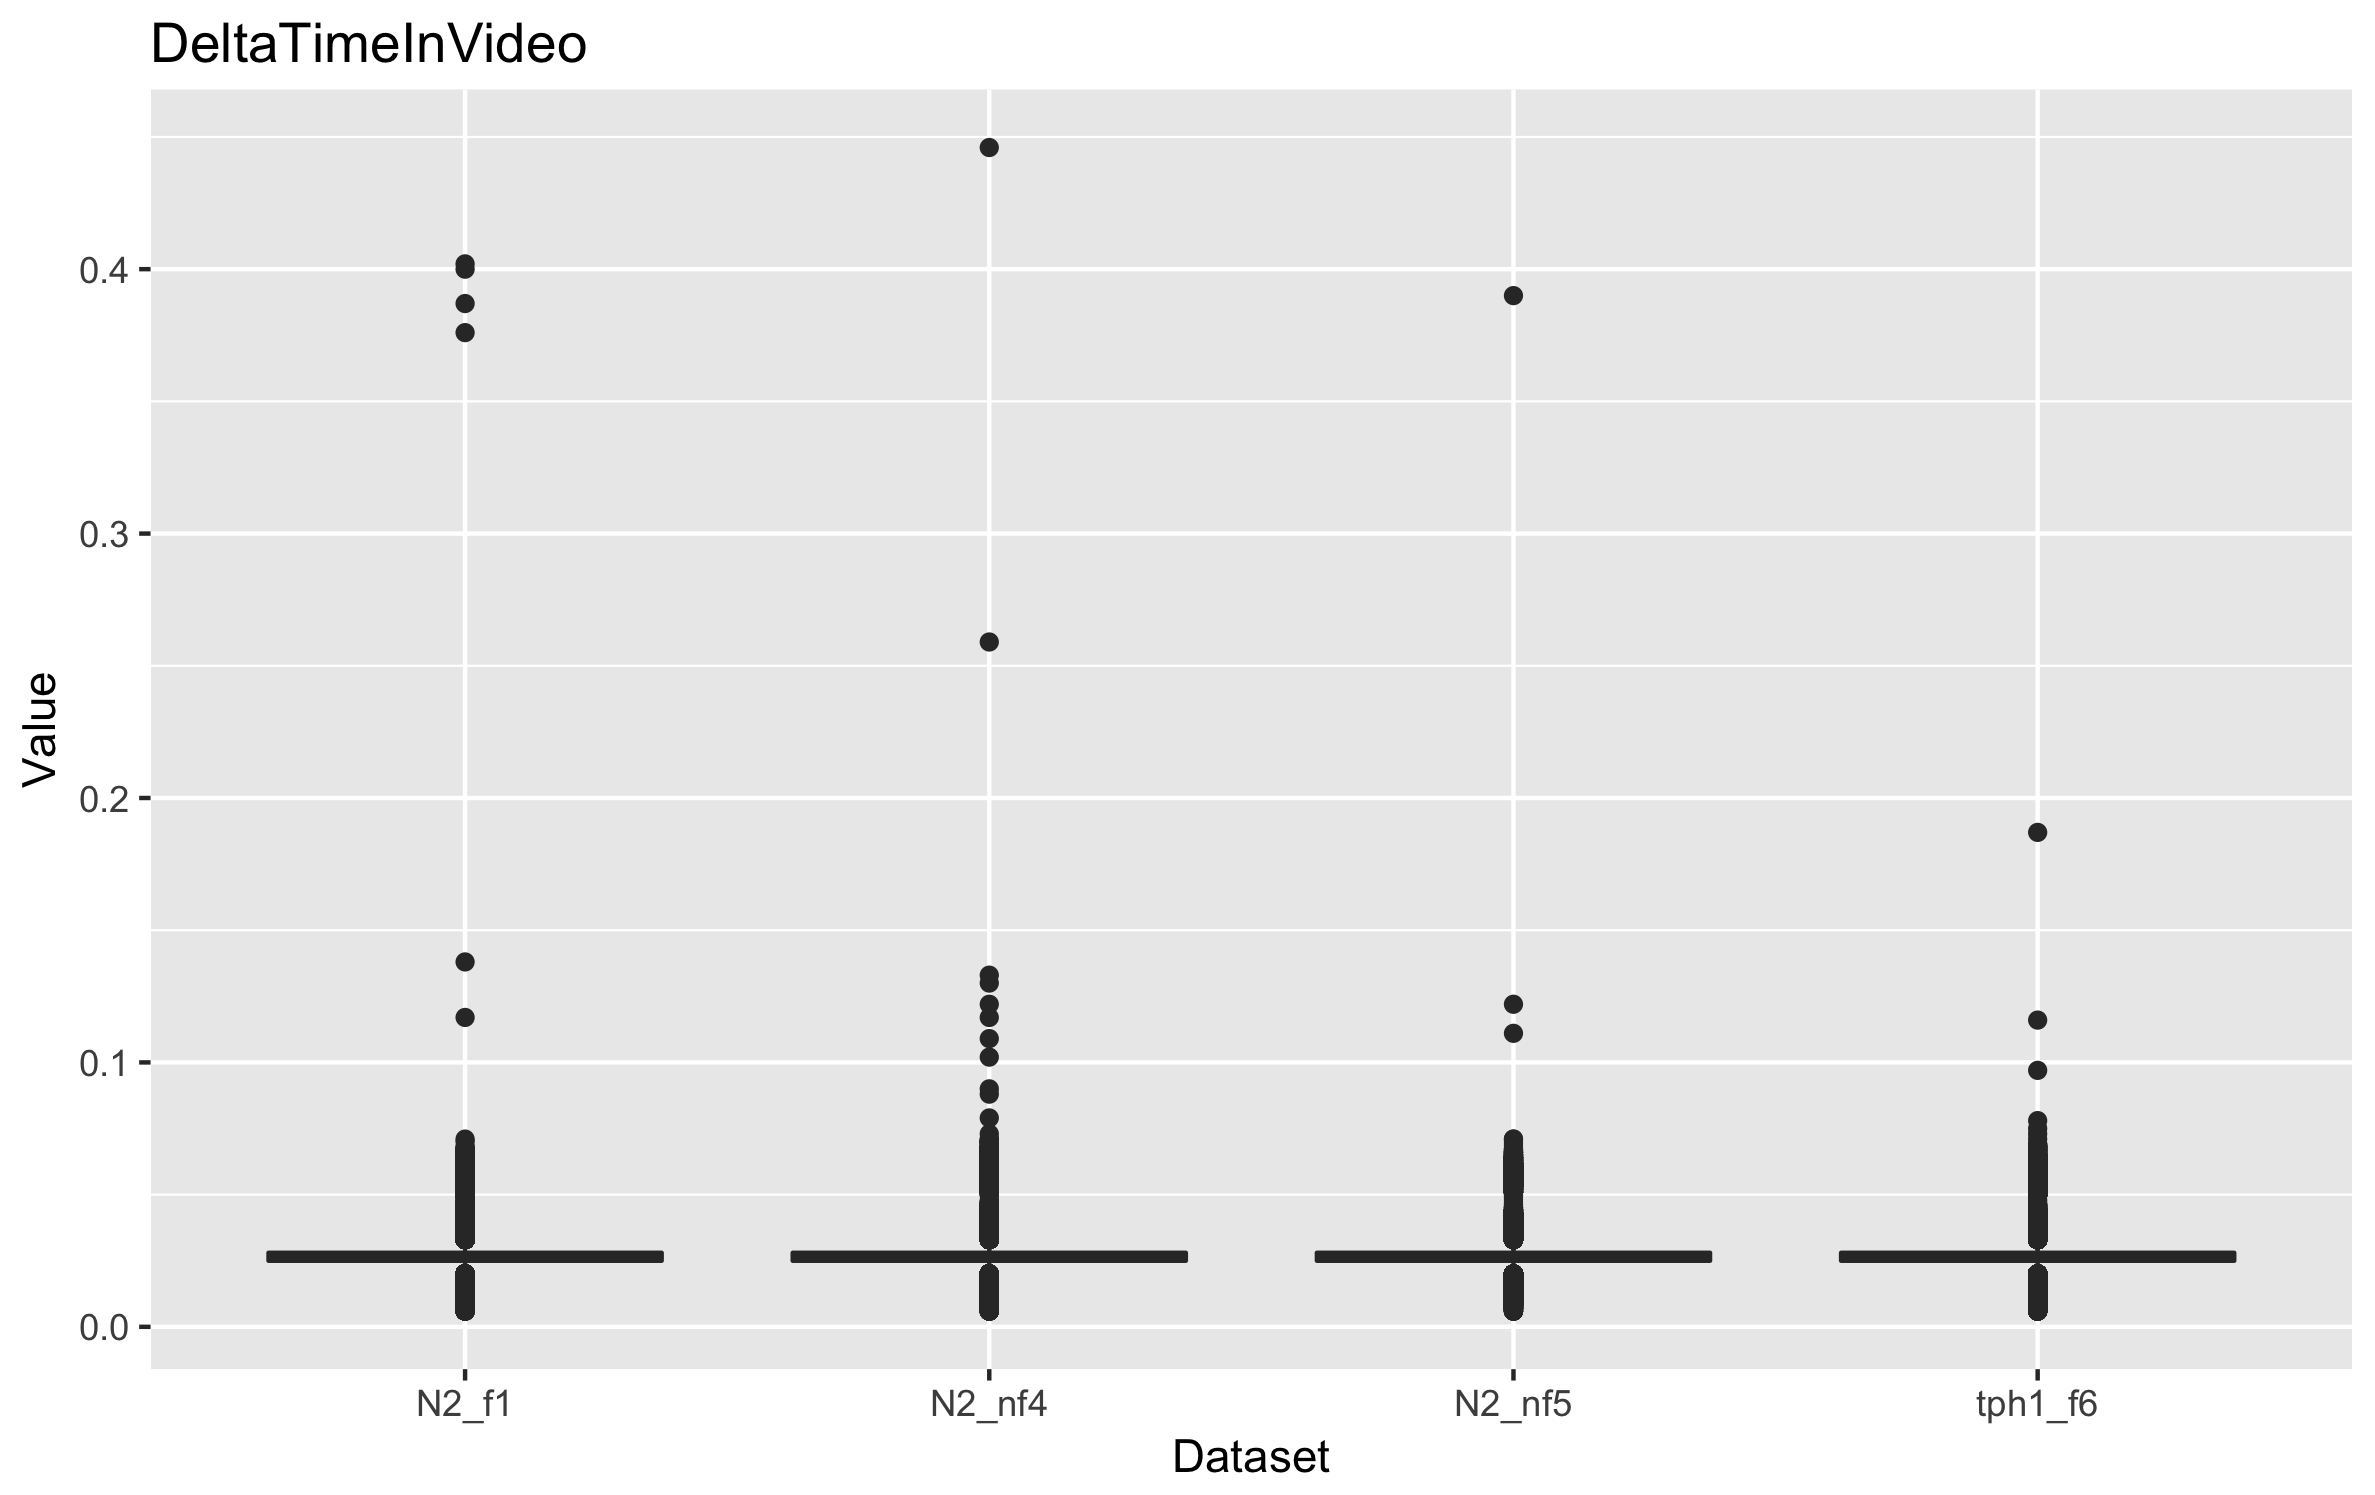 DeltaTimeInVideo
Value
0.4
0.3
0.2
0.1
0.0
N2_f1 N2_nf4 N2_nf5 tph1_f6
Dataset